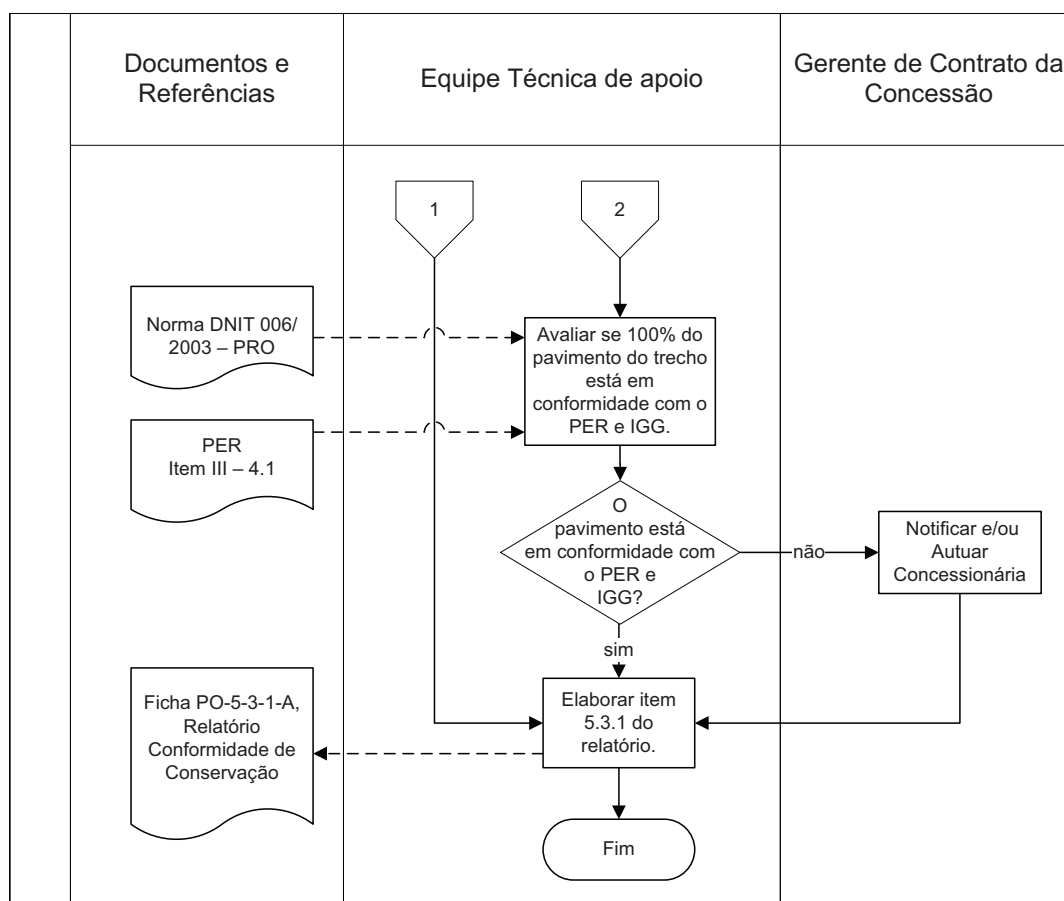 Documentos e
Referências
Equipe Técnica de apoio
Gerente de Contrato da
Concessão
1
2
Norma DNIT 006/
2003 – PRO
Avaliar se 100% do
pavimento do trecho
está em
conformidade com o
PER e IGG.
PER
Item III – 4.1
O
pavimento está
em conformidade com
o PER e
IGG?
não
Notificar e/ou
Autuar
Concessionária
sim
Ficha PO-5-3-1-A,
Relatório
Conformidade de
Conservação
Elaborar item
5.3.1 do
relatório.
Fim